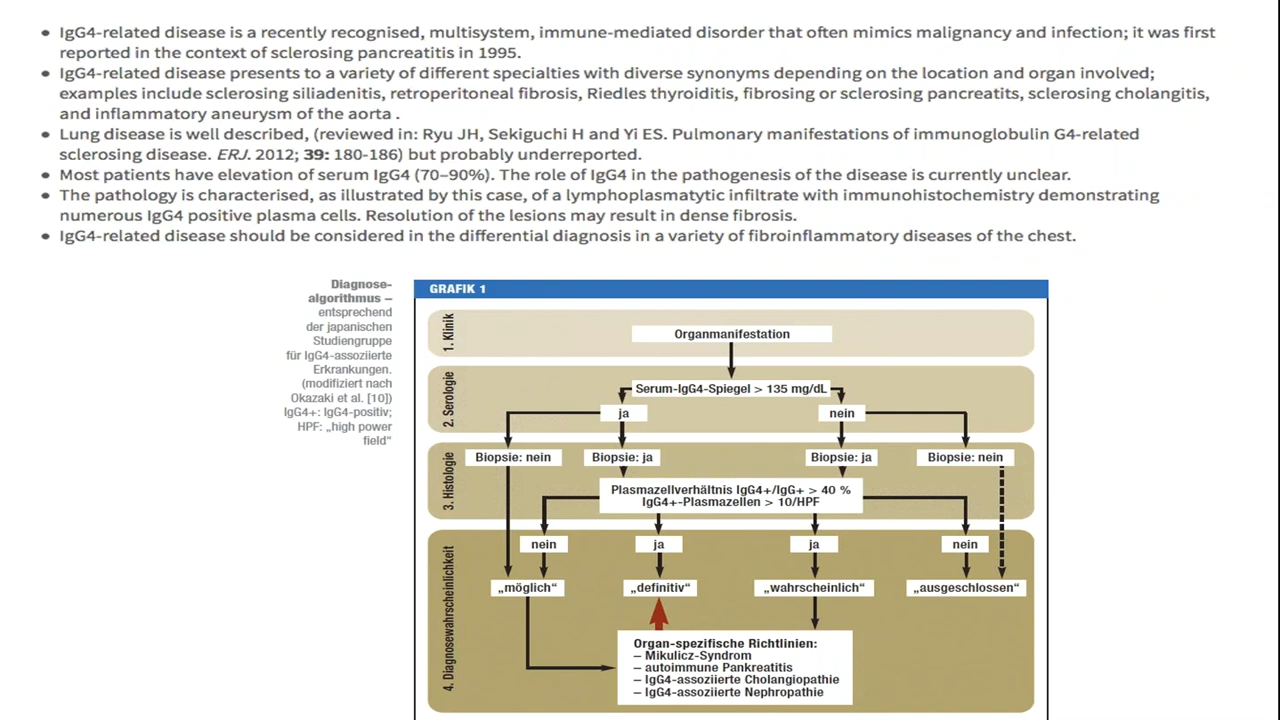 • IgG4-related disease is a recently recognised, multisystem, immune-mediated disorder that often mimics malignancy and infection; it was first
reported in the context of sclerosing pancreatitis in 1995.
• IgG4-related disease presents to a variety of different specialties with diverse synonyms depending on the location and organ involved;
examples include sclerosing siliadenitis, retroperitoneal fibrosis, Riedles thyroiditis, fibrosing or sclerosing pancreatits, sclerosing cholangitis,
and inflammatory aneurysm of the aorta .
• Lung disease is well described, (reviewed in: Ryu JH, Sekiguchi H and Yi ES. Pulmonary manifestations of immunoglobulin G4-related
sclerosing disease. ERJ. 2012; 39: 180-186) but probably underreported.
• Most patients have elevation of serum IgG4 (70–90%). The role of IgG4 in the pathogenesis of the disease is currently unclear.
• The pathology is characterised, as illustrated by this case, of a lymphoplasmatytic infiltrate with immunohistochemistry demonstrating
numerous IgG4 positive plasma cells. Resolution of the lesions may result in dense fibrosis.
• IgG4-related disease should be considered in the differential diagnosis in a variety of fibroinflammatory diseases of the chest.
Diagnose-
algorithmus –
entsprechend
der japanischen
Studiengruppe
für IgG4-assoziierte
Erkrankungen.
(modifiziert nach
Okazaki et al. [10])
IgG4+: IgG4-positiv;
HPF: „high power
field“
GRAFIK 1
1. Klinik
Organmanifestation
2. Serologie
Serum-IgG4-Spiegel > 135 mg/dL
ja
nein
3. Histologie
Biopsie: nein
Biopsie: ja
Biopsie: ja
Biopsie: nein
Plasmazellverhältnis IgG4+/IgG+ > 40 %
IgG4+-Plasmazellen > 10/HPF
4. Diagnosewahrscheinlichkeit
nein
ja
ja
nein
„möglich“
„definitiv“
„wahrscheinlich“
„ausgeschlossen“
Organ-spezifische Richtlinien:
– Mikulicz-Syndrom
– autoimmune Pankreatitis
– IgG4-assoziierte Cholangiopathie
– IgG4-assoziierte Nephropathie